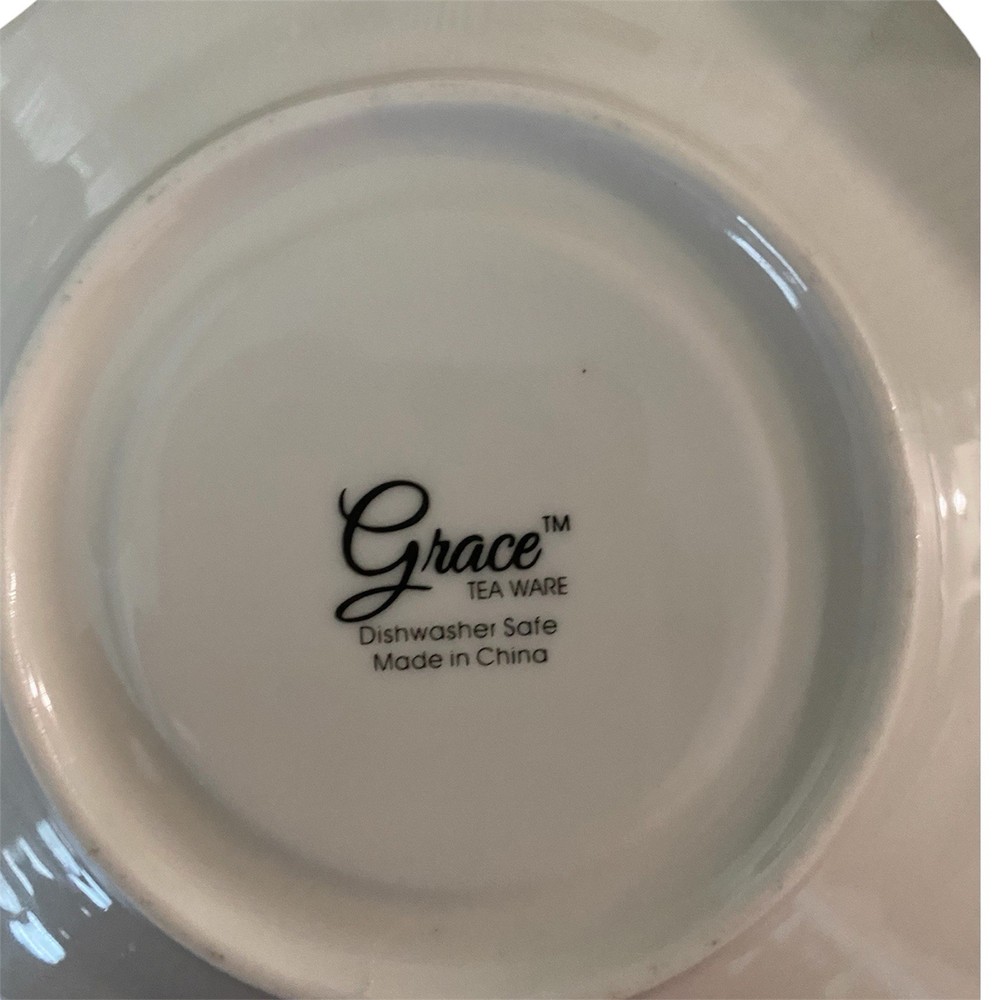 Grace™
TEA WARE
Dishwasher Safe
Made in China